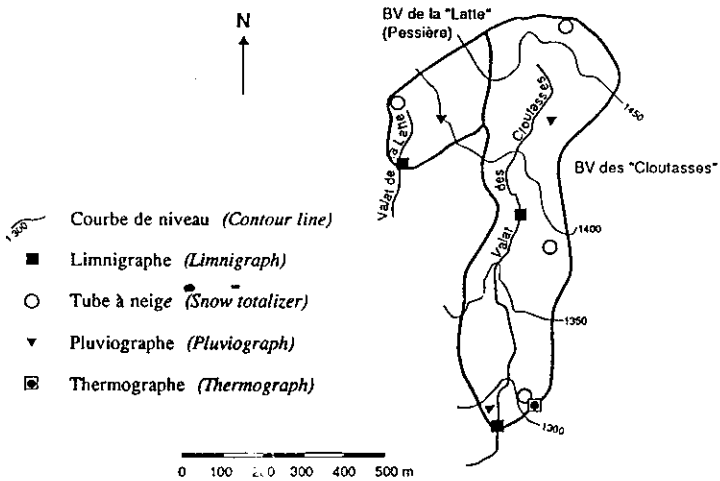 N
BV de la "Latte"
(Pessière)
Cloutasses
1450
Valat de la Latte
des
BV des "Cloutasses"
Valat
1400
1350
1300
1300
Courbe de niveau (Contour line)
Limnigraphe (Limnigraph)
Tube à neige (Snow totalizer)
Pluviographe (Pluviograph)
Thermographe (Thermograph)
0 100 200 300 400 500 m